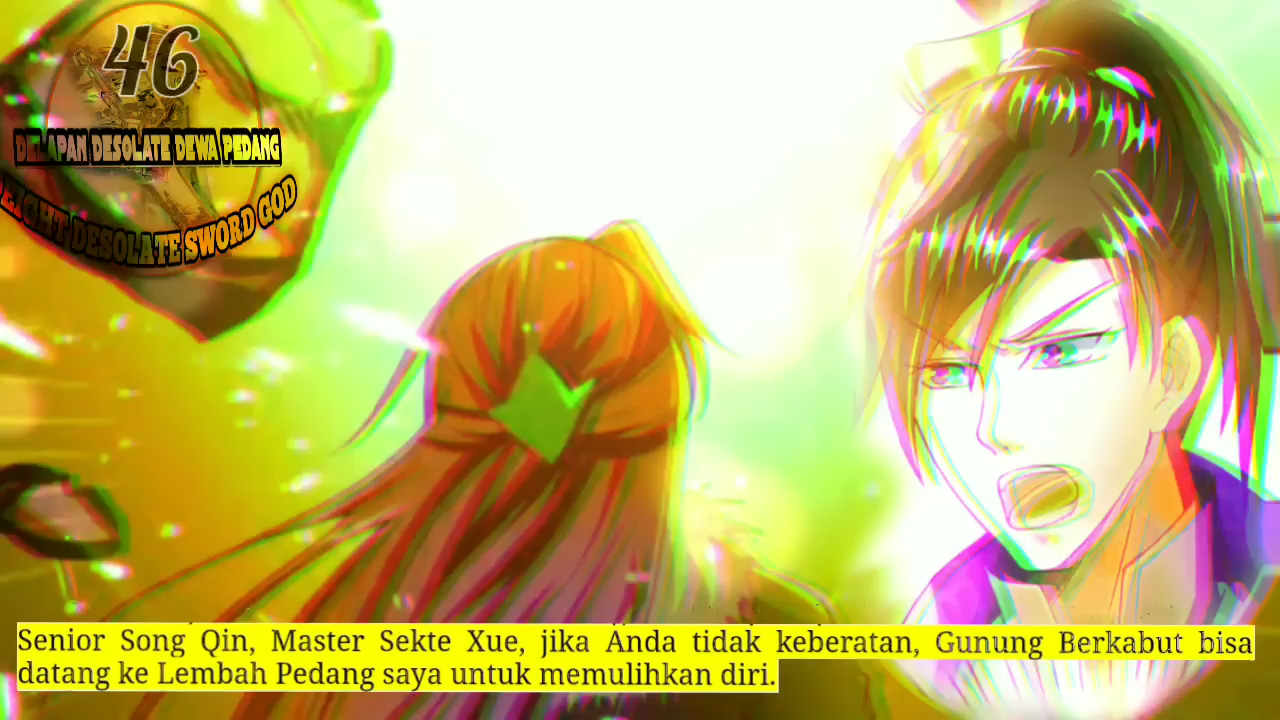 46
DELAPAN DESOLATE DEWA PEDANG
EIGHT DESOLATE SWORD GOD
Senior Song Qin, Master Sekte Xue, jika Anda tidak keberatan, Gunung Berkabut bisa
datang ke Lembah Pedang saya untuk memulihkan diri.